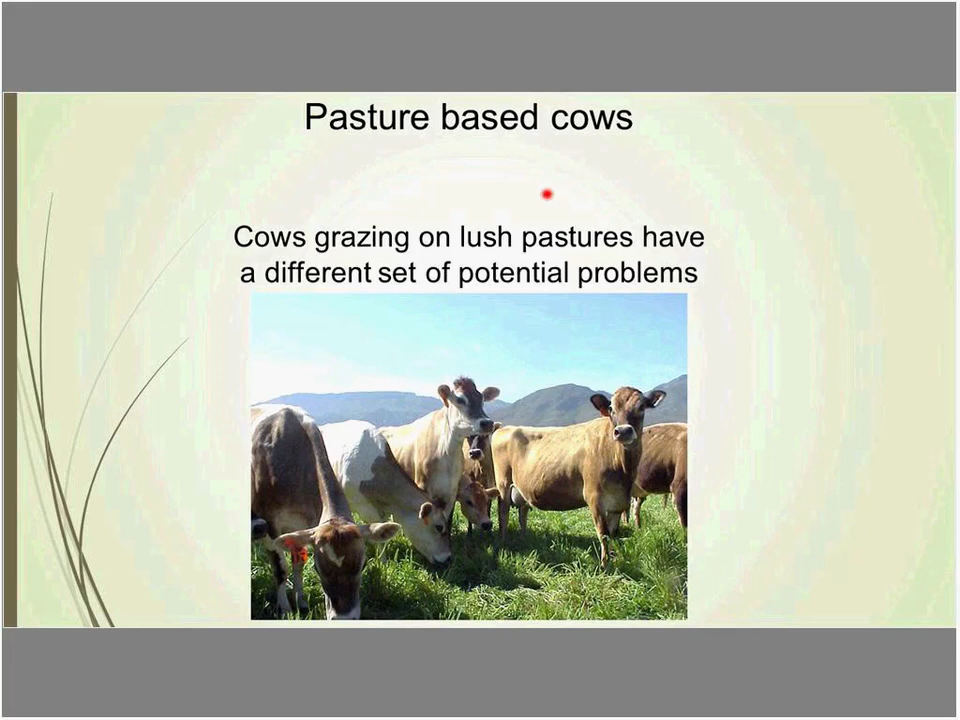 Pasture based cows
Cows grazing on lush pastures have
a different set of potential problems